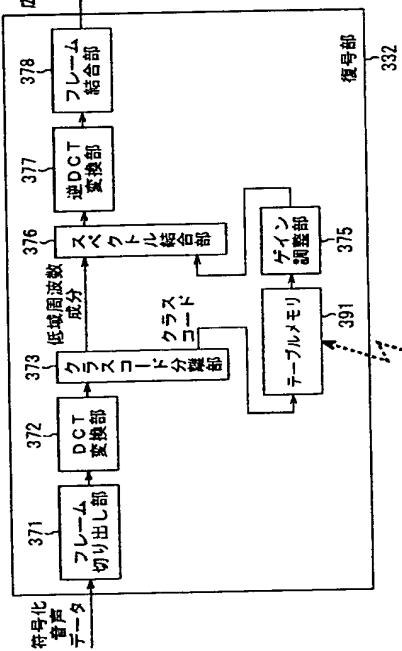 符号化
音声
データ
371
フレーム
切り出し部
372
DCT
変換部
373
クラスコード分離部
低域周波数
成分
クラス
コード
376
スペクトル結合部
377
逆DCT
変換部
378
フレーム
結合部
391
テーブルメモリ
375
ゲイン
調整部
復号部
332